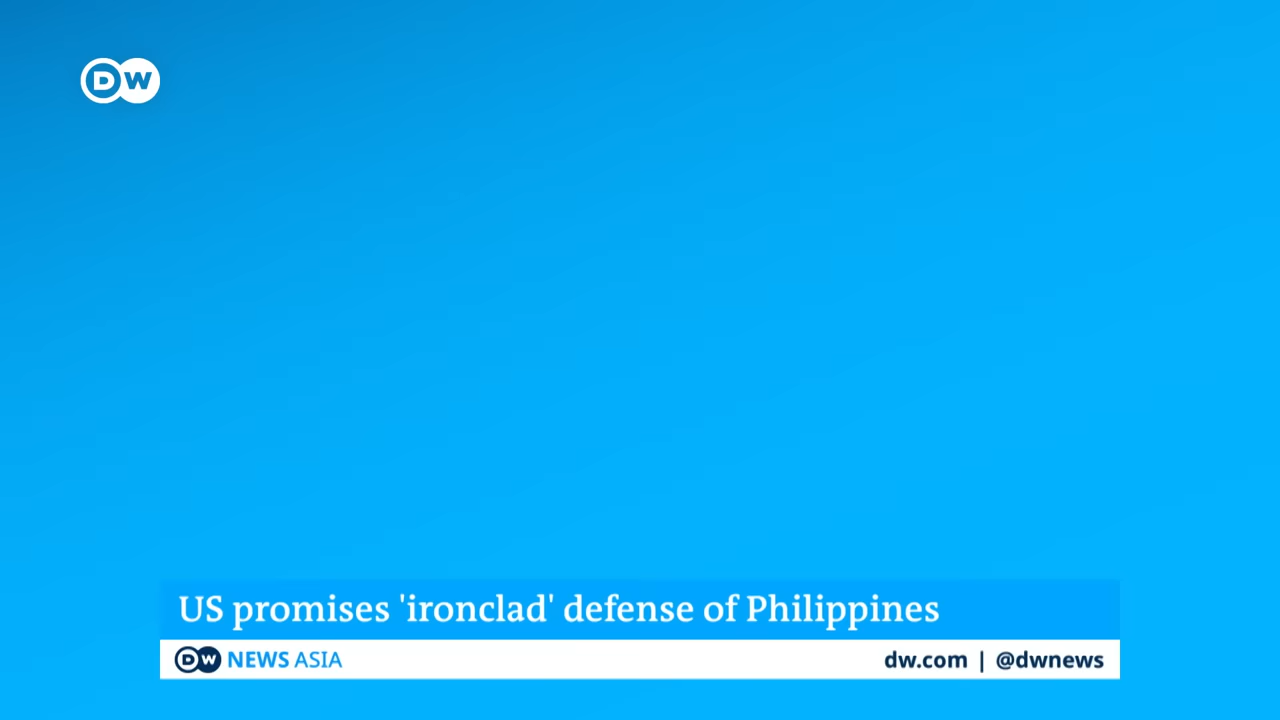 DW
US promises 'ironclad' defense of Philippines
DW NEWS ASIA
dw.com | @dwnews